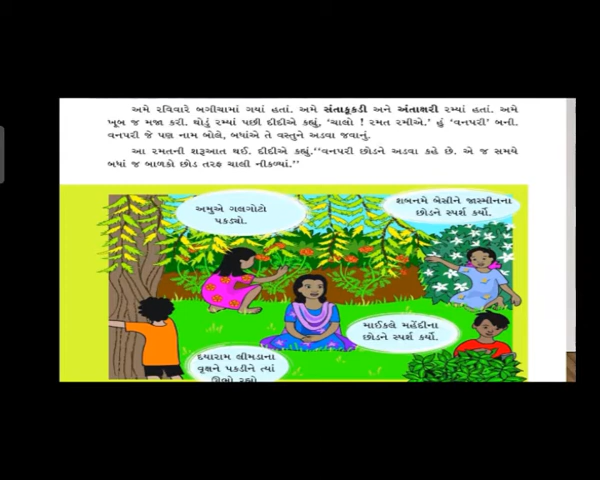 અમે રવિવારે બગીચામાં ગયાં હતાં. અમે સંતાકૂકડી અને અંતાક્ષરી રમ્યાં હતાં. અમે
ખૂબ જ મજા કરી. થોડું રમ્યાં પછી દીદીએ કહ્યું, ‘ચાલો ! રમત રમીએ.’ હું ‘વનપરી’ બની.
વનપરી જે પણ નામ બોલે, બધાંએ તે વસ્તુને અડવા જવાનું.
આ રમતની શરૂઆત થઈ. દીદીએ કહ્યું.‘‘વનપરી છોડને અડવા કહે છે. એ જ સમયે
બધાં જ બાળકો છોડ તરફ ચાલી નીકળ્યાં.’’
અમુએ ગલગોટો
પકડ્યો.
શબનમે બેસીને જાસ્મીનના
છોડને સ્પર્શ કર્યો.
માઈકલે મહેંદીના
છોડને સ્પર્શ કર્યો.
દયારામ લીમડાના
વૃક્ષને પકડીને ત્યાં
ઊભો રહ્યો.